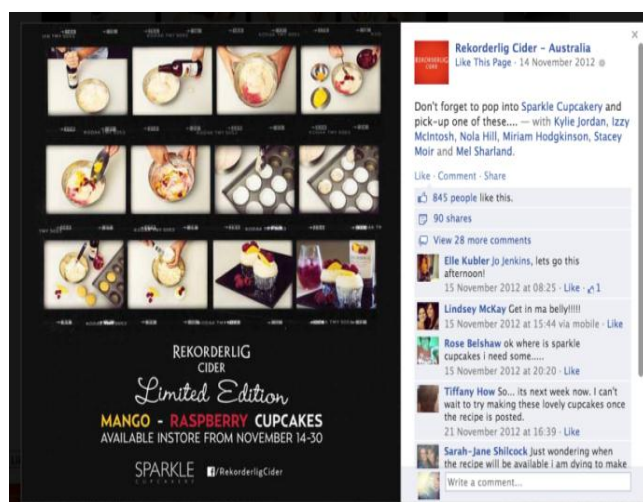 REKORDERLIG
CIDER
Limited Edition
MANGO - RASPBERRY CUPCAKES
AVAILABLE INSTORE FROM NOVEMBER 14-30
SPARKLE
CUPCAKERY
/RekorderligCider
x
REKORDERLIG
CIDER
Rekorderlig Cider - Australia
Like This Page · 14 November 2012
Don't forget to pop into Sparkle Cupcakery and
pick-up one of these.... — with Kylie Jordan, Izzy
McIntosh, Nola Hill, Miriam Hodgkinson, Stacey
Moir and Mel Sharland.
Like · Comment · Share
845 people like this.
90 shares
View 28 more comments
Elle Kubler Jo Jenkins, lets go this
afternoon!
15 November 2012 at 08:25 · Like · 1
Lindsey McKay Get in ma belly!!!!!
15 November 2012 at 15:44 via mobile · Like
Rose Belshaw ok where is sparkle
cupcakes i need some.....
15 November 2012 at 20:20 · Like
Tiffany How So... its next week now. I can't
wait to try making these lovely cupcakes once
the recipe is posted.
21 November 2012 at 16:39 · Like
Sarah-Jane Shilcock Just wondering when
the recipe will be available i am dying to make
Write a comment...